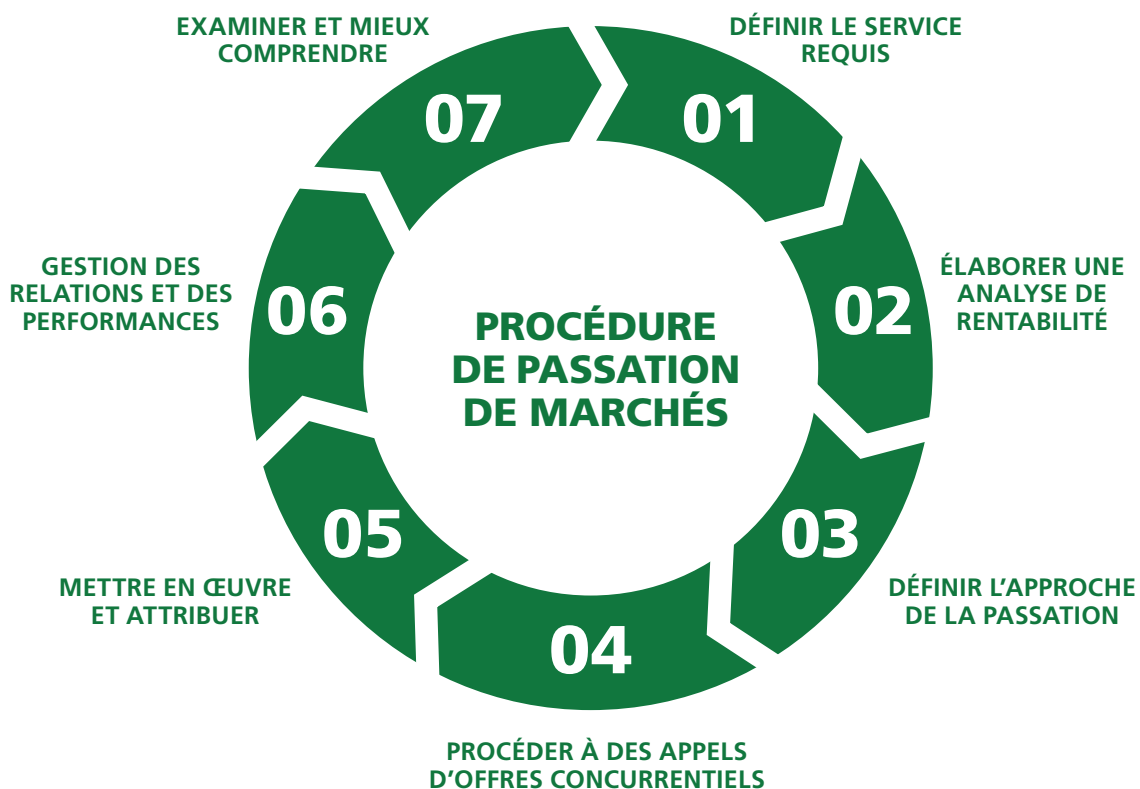 PROCÉDURE
DE PASSATION
DE MARCHÉS
01
DÉFINIR LE SERVICE
REQUIS
02
ÉLABORER UNE
ANALYSE DE
RENTABILITÉ
03
DÉFINIR L'APPROCHE
DE LA PASSATION
04
PROCÉDER À DES APPELS
D'OFFRES CONCURRENTIELS
05
METTRE EN ŒUVRE
ET ATTRIBUER
06
GESTION DES
RELATIONS ET DES
PERFORMANCES
07
EXAMINER ET MIEUX
COMPRENDRE